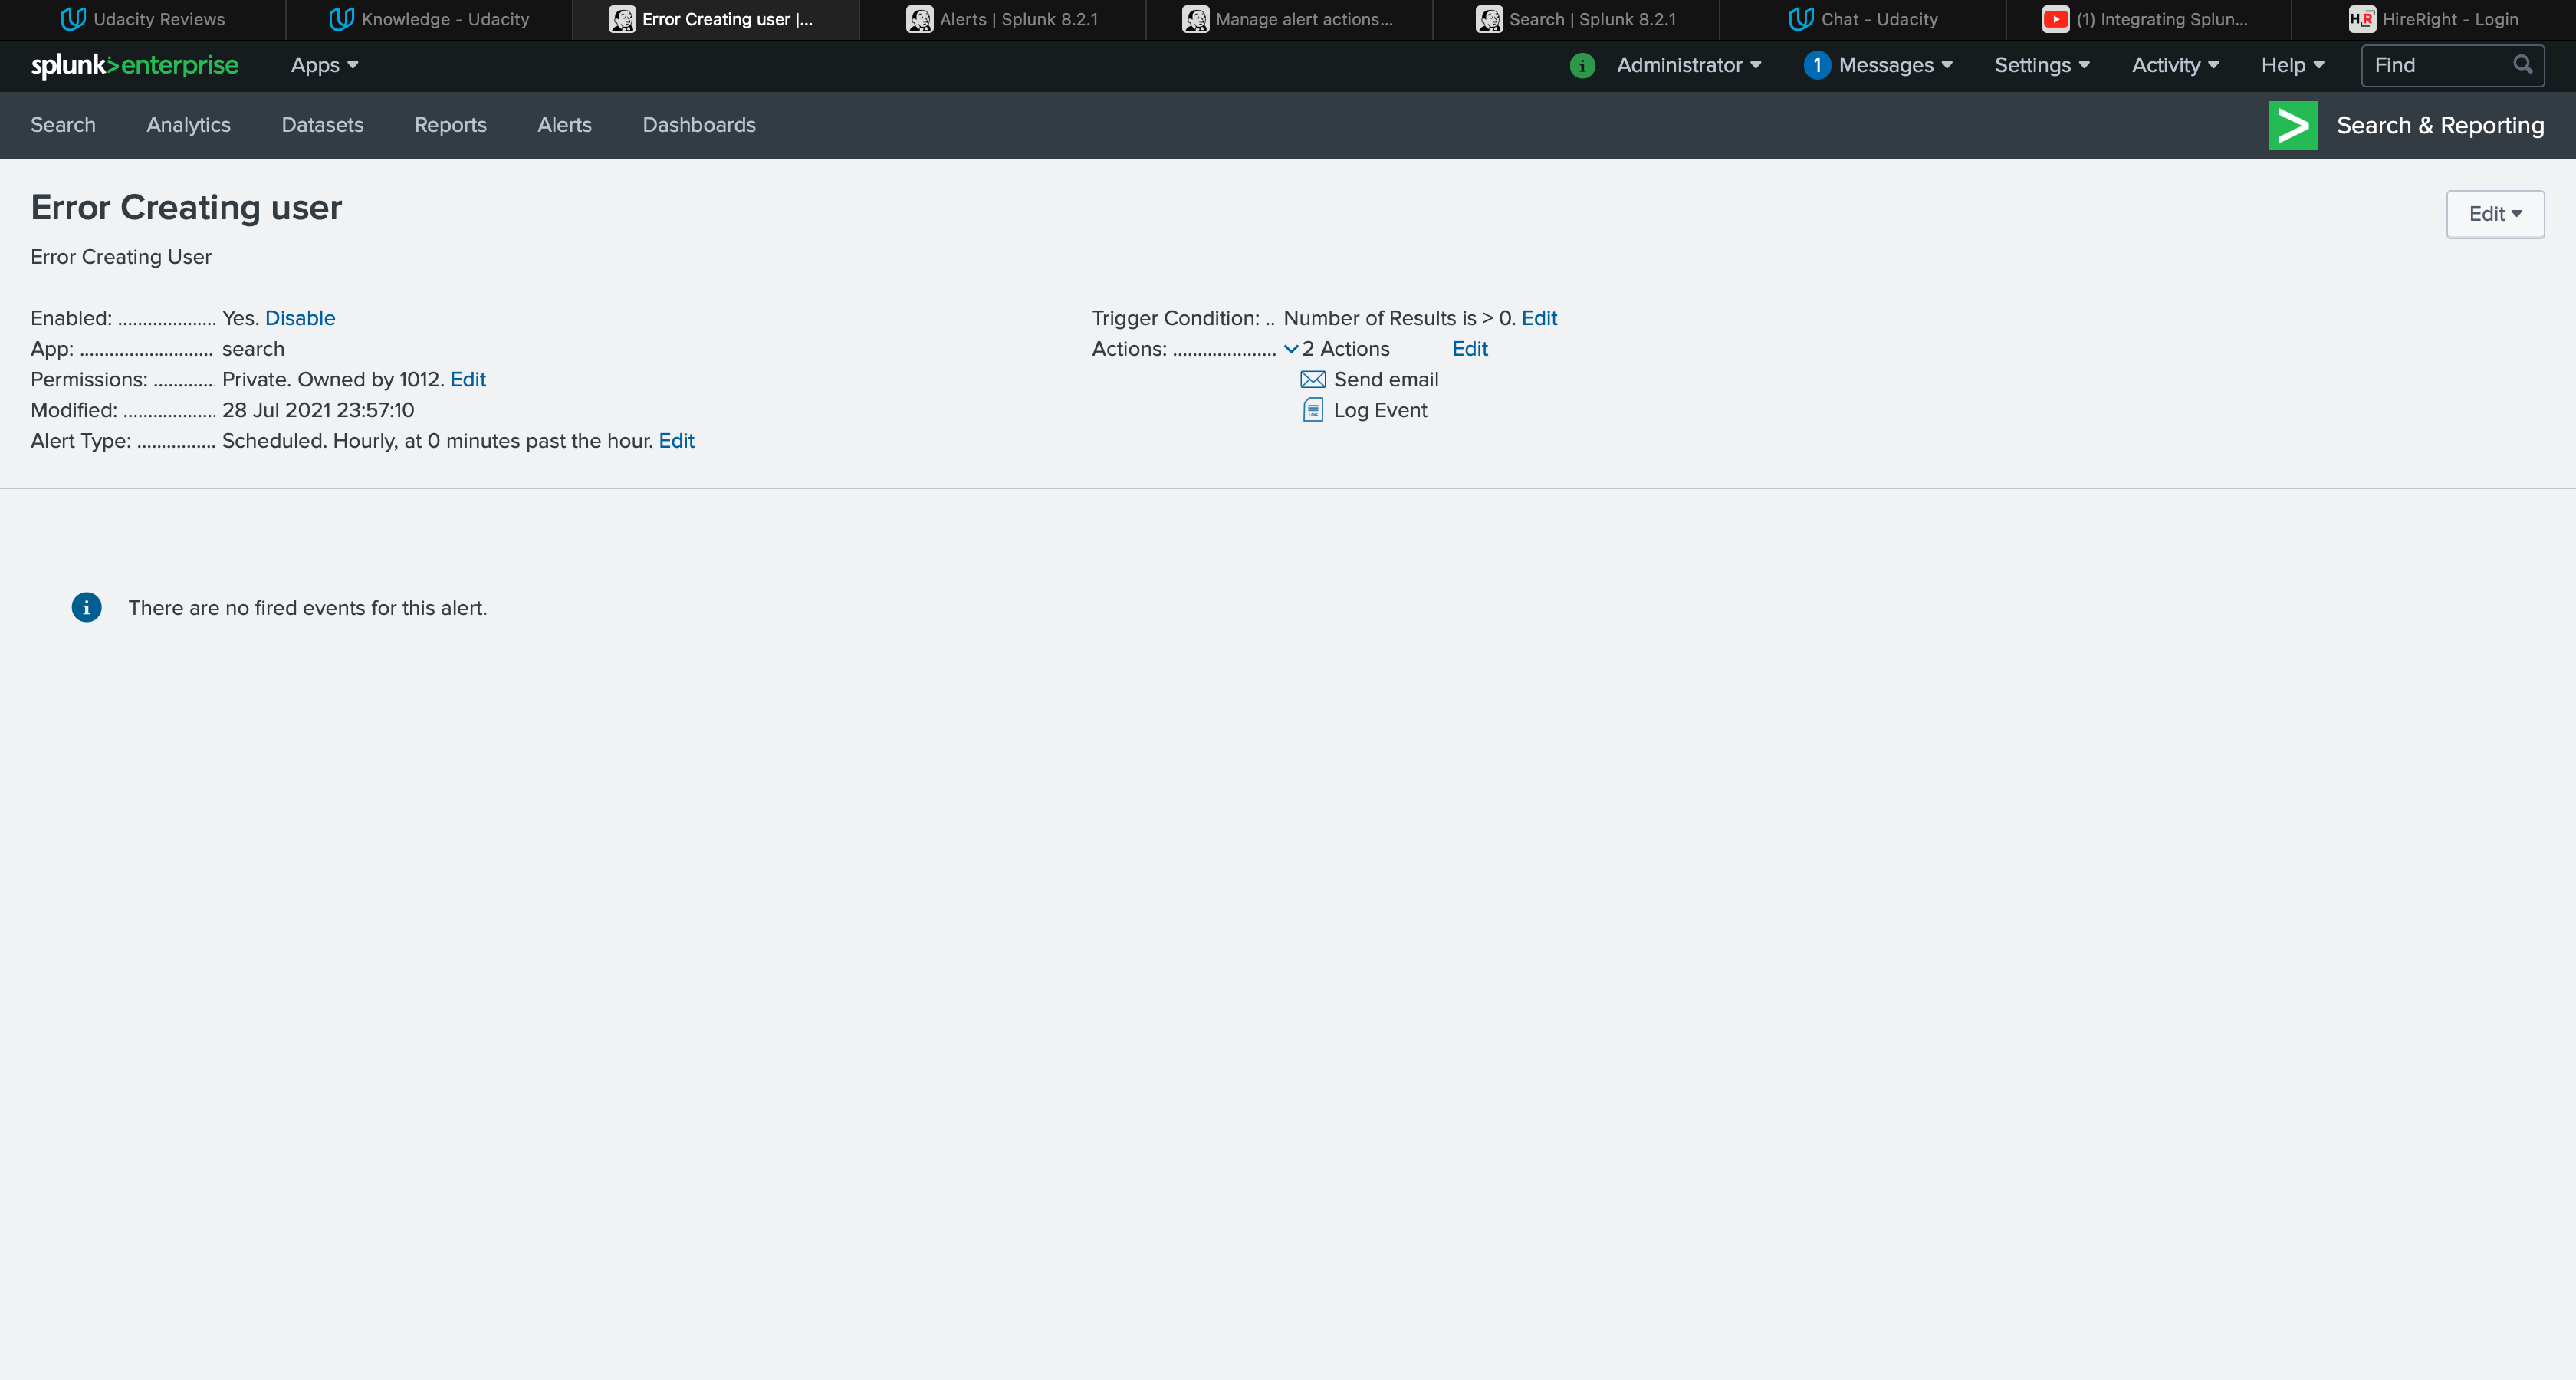 Udacity Reviews
Knowledge - Udacity
Error Creating user |...
Alerts | Splunk 8.2.1
Manage alert actions...
Search | Splunk 8.2.1
Chat - Udacity
(1) Integrating Splun...
H.R HireRight - Login
splunk>enterprise Apps i Administrator 1 Messages Settings Activity Help Find
Search Analytics Datasets Reports Alerts Dashboards > Search & Reporting
Error Creating user
Edit
Error Creating User
Enabled: ................... Yes. Disable
App: .......................... search
Permissions: ............ Private. Owned by 1012. Edit
Modified: .................. 28 Jul 2021 23:57:10
Alert Type: ............... Scheduled. Hourly, at 0 minutes past the hour. Edit
Trigger Condition: .. Number of Results is > 0. Edit
Actions: .................... 2 Actions Edit
Send email
LOG Log Event
i There are no fired events for this alert.